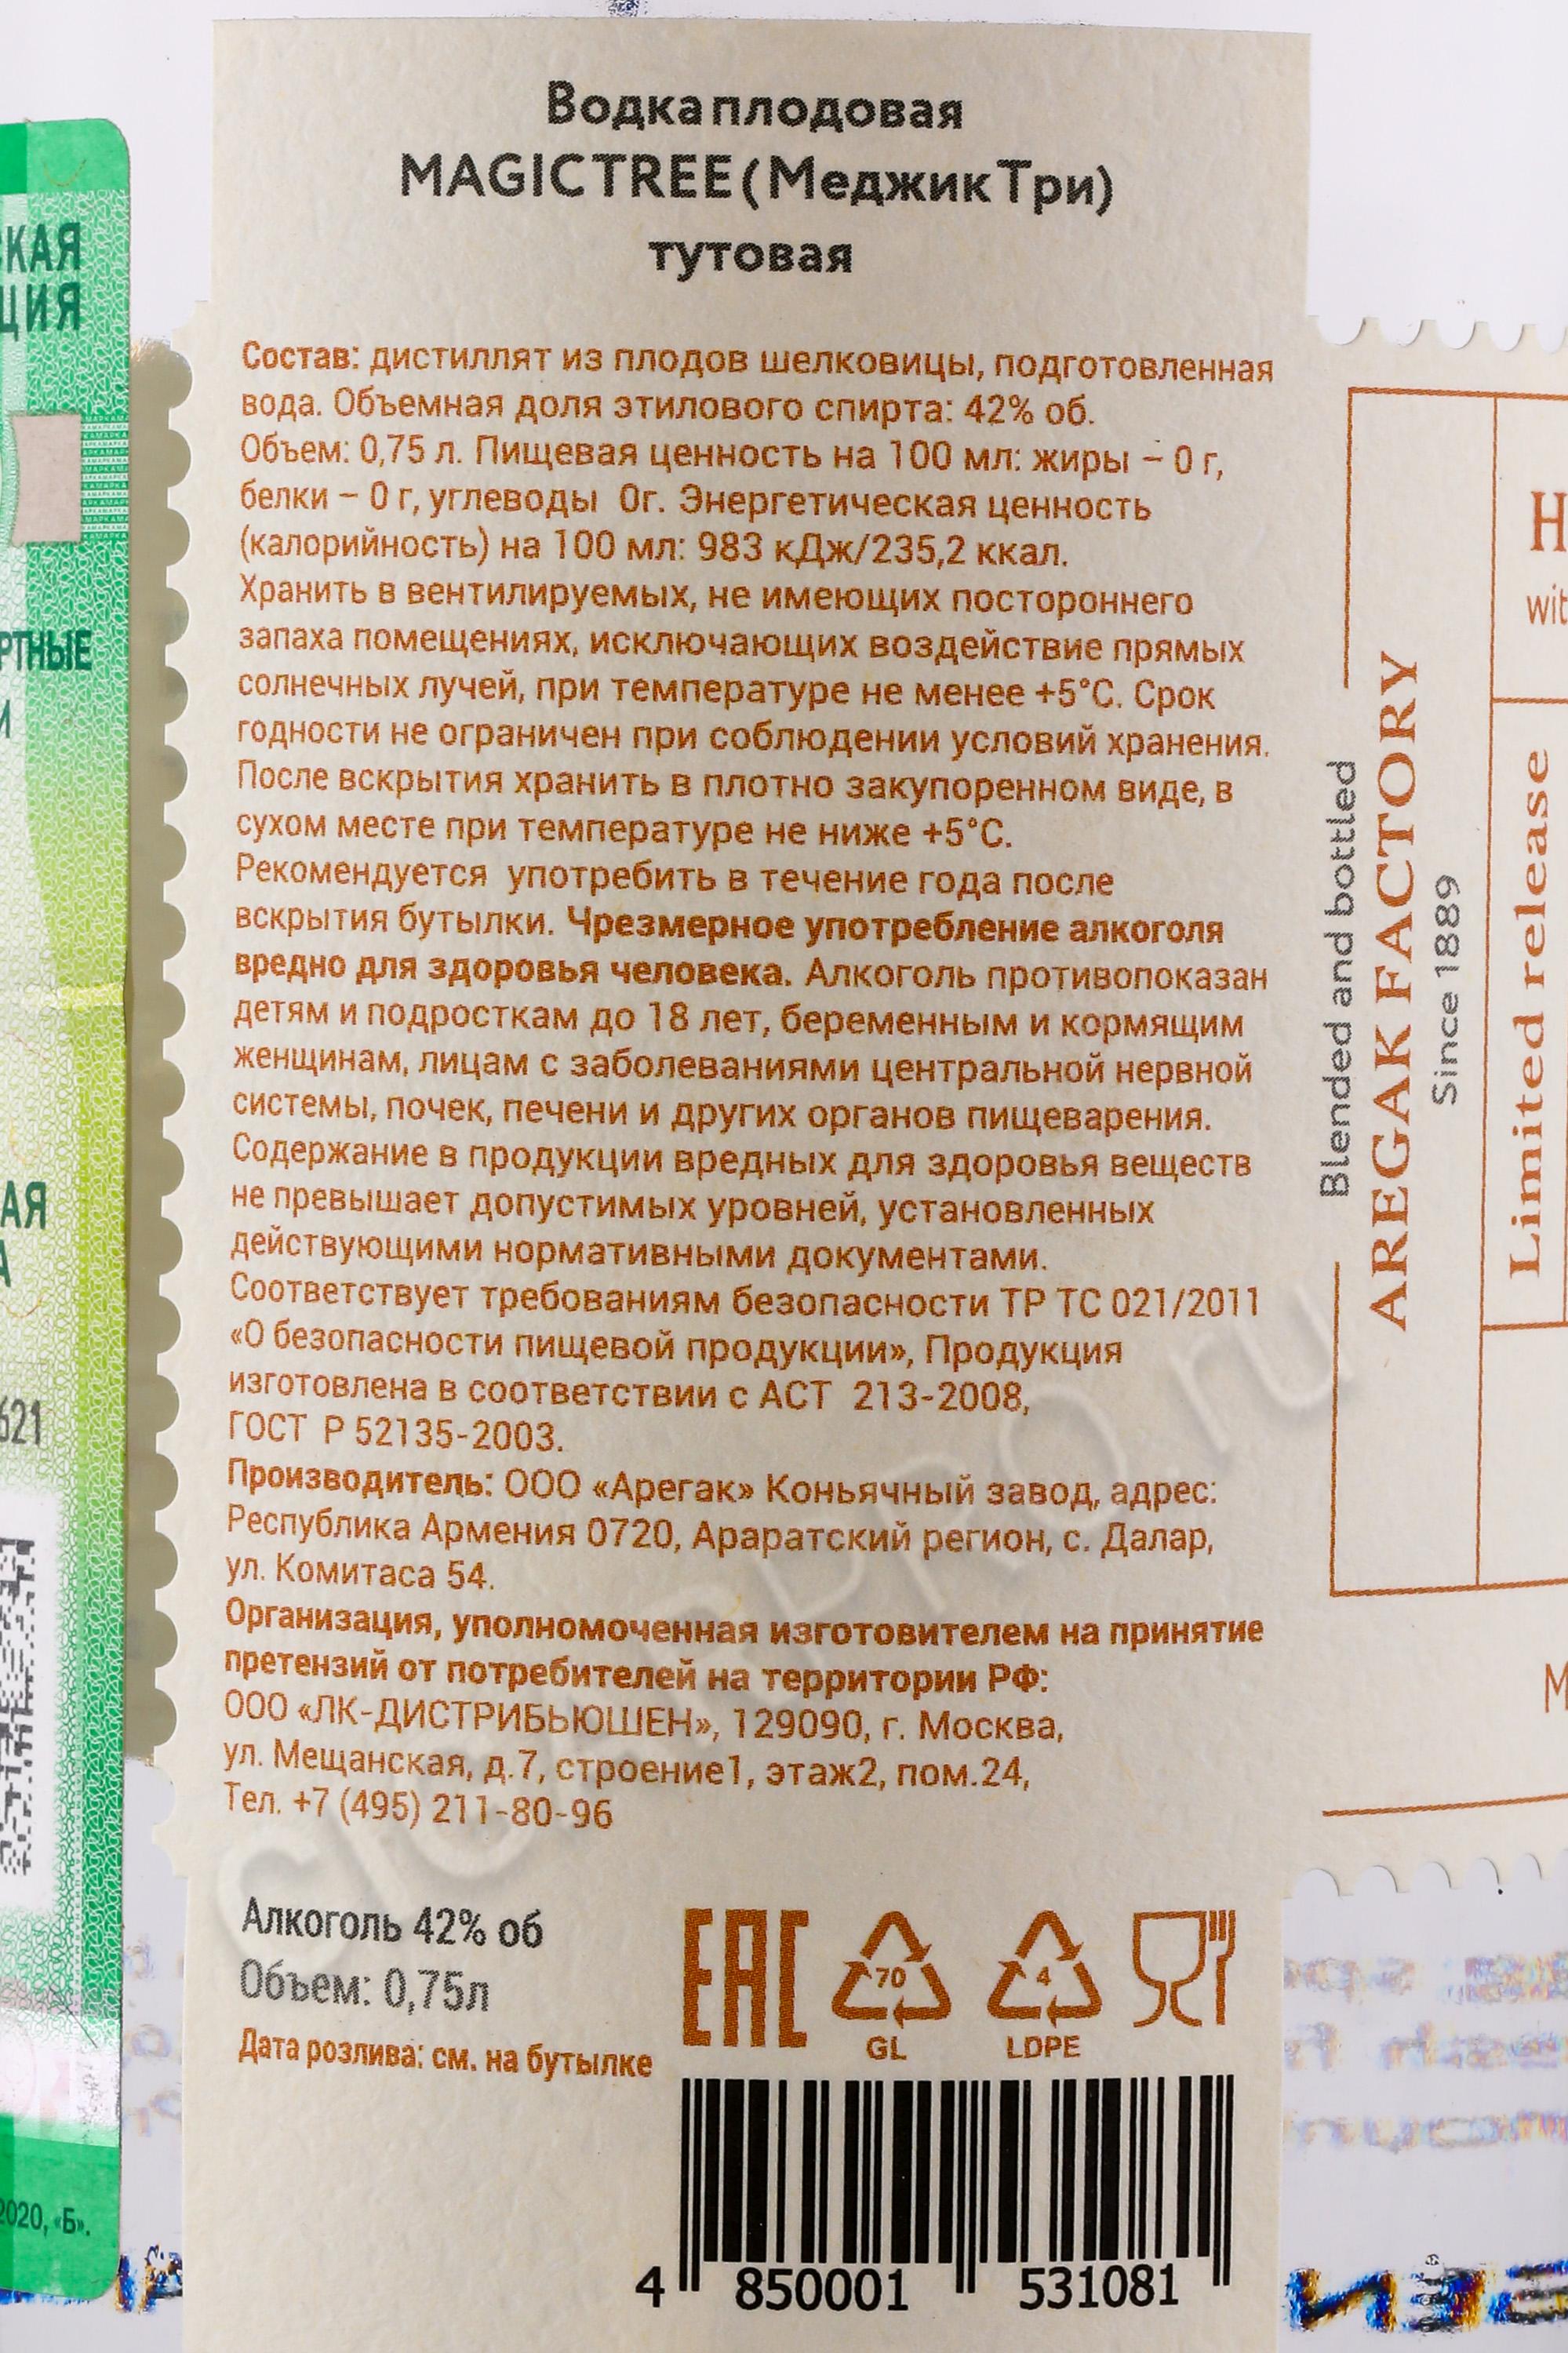 Водка плодовая
MAGIC TREE (Меджик Три)
тутовая
Состав: дистиллят из плодов шелковицы, подготовленная
вода. Объемная доля этилового спирта: 42% об.
Объем: 0,75 л. Пищевая ценность на 100 мл: жиры – 0 г,
белки – 0 г, углеводы 0г. Энергетическая ценность
(калорийность) на 100 мл: 983 кДж/235,2 ккал.
Хранить в вентилируемых, не имеющих постороннего
запаха помещениях, исключающих воздействие прямых
солнечных лучей, при температуре не менее +5°С. Срок
годности не ограничен при соблюдении условий хранения.
После вскрытия хранить в плотно закупоренном виде, в
сухом месте при температуре не ниже +5°С.
Рекомендуется употребить в течение года после
вскрытия бутылки. Чрезмерное употребление алкоголя
вредно для здоровья человека. Алкоголь противопоказан
детям и подросткам до 18 лет, беременным и кормящим
женщинам, лицам с заболеваниями центральной нервной
системы, почек, печени и других органов пищеварения.
Содержание в продукции вредных для здоровья веществ
не превышает допустимых уровней, установленных
действующими нормативными документами.
Соответствует требованиям безопасности ТР ТС 021/2011
«О безопасности пищевой продукции», Продукция
изготовлена в соответствии с АСТ 213-2008,
ГОСТ Р 52135-2003.
Производитель: ООО «Арегак» Коньячный завод, адрес:
Республика Армения 0720, Араратский регион, с. Далар,
ул. Комитаса 54.
Организация, уполномоченная изготовителем на принятие
претензий от потребителей на территории РФ:
ООО «ЛК-ДИСТРИБЬЮШЕН», 129090, г. Москва,
ул. Мещанская, д.7, строение1, этаж2, пом.24,
Тел. +7 (495) 211-80-96
Алкоголь 42% об
Объем: 0,75л
Дата розлива: см. на бутылке
EAC
70
GL
4
LDPE
4 850001 531081
Blended and bottled
AREGAK FACTORY
Since 1889
Limited release
СКАЯ
ЦИЯ
РТНЫЕ
И
АЯ
А
621
2020, «Б».
H
wit
M